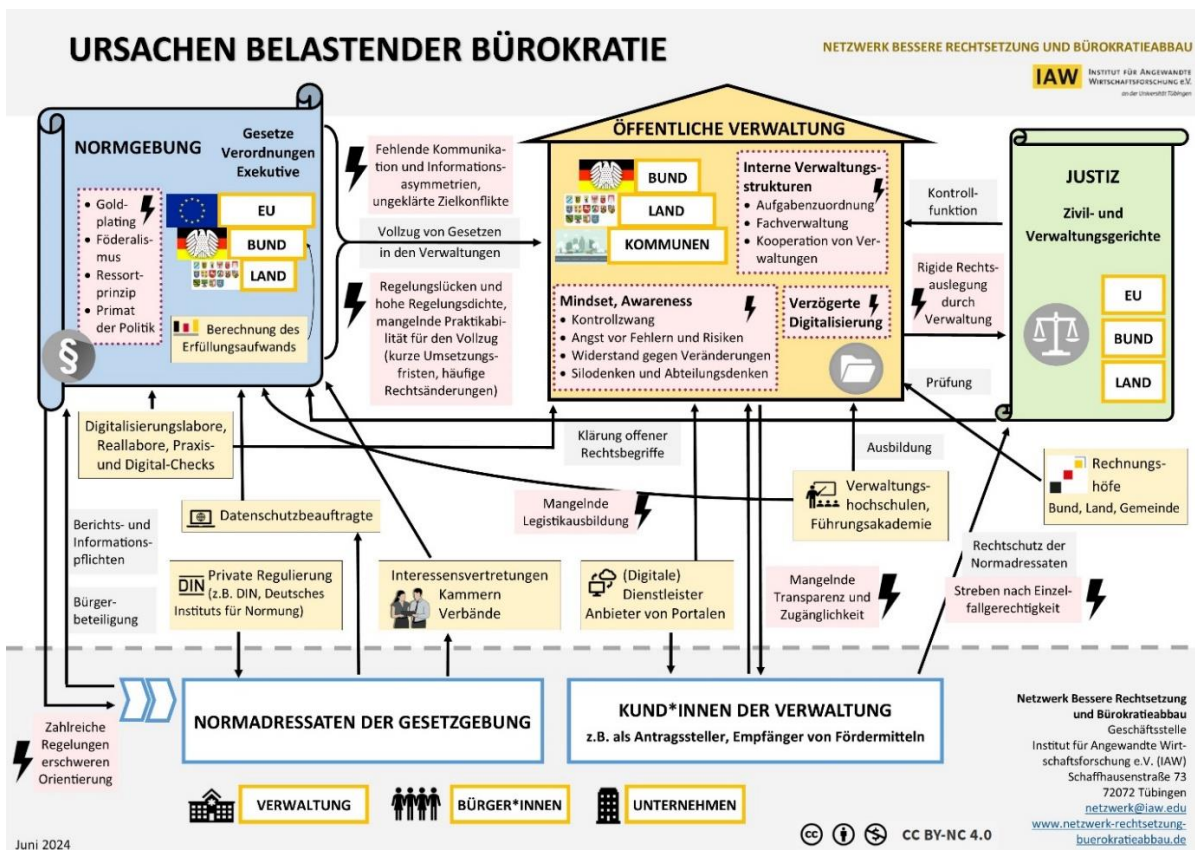 URSACHEN BELASTENDER BÜROKRATIE
NETZWERK BESSERE RECHTSETZUNG UND BÜROKRATIEABBAU
IAW
INSTITUT FÜR ANGEWANDTE
WIRTSCHAFTSFORSCHUNG e.V.
an der Universität Tübingen
NORMGEBUNG
Gesetze
Verordnungen
Exekutive
• Gold-
plating
• Föderalis-
mus
• Ressort-
prinzip
• Primat
der Politik
EU
BUND
LAND
Berechnung des
Erfüllungsaufwands
§
Fehlende Kommunika-
tion und Informations-
asymmetrien,
ungeklärte Zielkonflikte
Vollzug von Gesetzen
in den Verwaltungen
Regelungslücken und
hohe Regelungsdichte,
mangelnde Praktikabi-
lität für den Vollzug
(kurze Umsetzungs-
fristen, häufige
Rechtsänderungen)
ÖFFENTLICHE VERWALTUNG
BUND
LAND
KOMMUNEN
Interne Verwaltungs-
strukturen
• Aufgabenzuordnung
• Fachverwaltung
• Kooperation von Ver-
waltungen
Mindset, Awareness
• Kontrollzwang
• Angst vor Fehlern und Risiken
• Widerstand gegen Veränderungen
• Silodenken und Abteilungsdenken
Verzögerte
Digitalisierung
Kontroll-
funktion
Rigide Rechts-
auslegung
durch
Verwaltung
Prüfung
JUSTIZ
Zivil- und
Verwaltungsgerichte
EU
BUND
LAND
Digitalisierungslabore,
Reallabore, Praxis-
und Digital-Checks
Klärung offener
Rechtsbegriffe
Ausbildung
Mangelnde
Legistikausbildung
Verwaltungs-
hochschulen,
Führungsakademie
Rechnungs-
höfe
Bund, Land, Gemeinde
Berichts- und
Informations-
pflichten
Bürger-
beteiligung
Datenschutzbeauftragte
DIN
Private Regulierung
(z.B. DIN, Deutsches
Instituts für Normung)
Interessensvertretungen
Kammern
Verbände
(Digitale)
Dienstleister
Anbieter von Portalen
Mangelnde
Transparenz und
Zugänglichkeit
Rechtschutz der
Normadressaten
Streben nach Einzel-
fallgerechtigkeit
Zahlreiche
Regelungen
erschweren
Orientierung
NORMADRESSATEN DER GESETZGEBUNG
KUND*INNEN DER VERWALTUNG
z.B. als Antragssteller, Empfänger von Fördermitteln
VERWALTUNG
BÜRGER*INNEN
UNTERNEHMEN
Netzwerk Bessere Rechtsetzung
und Bürokratieabbau
Geschäftsstelle
Institut für Angewandte Wirt-
schaftsforschung e.V. (IAW)
Schaffhausenstraße 73
72072 Tübingen
netzwerk@iaw.edu
www.netzwerk-rechtsetzung-
buerokratieabbau.de
Juni 2024
cc
CC BY-NC 4.0